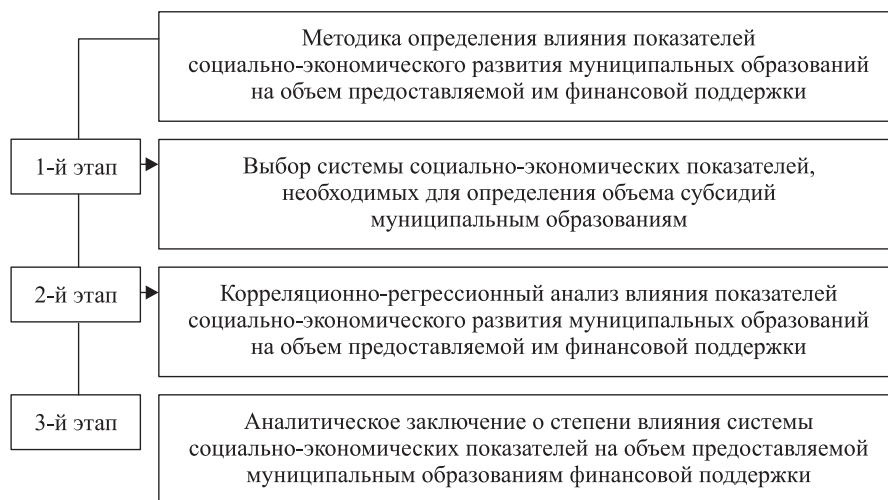 Методика определения влияния показателей
социально-экономического развития муниципальных образований
на объем предоставляемой им финансовой поддержки
1-й этап
Выбор системы социально-экономических показателей,
необходимых для определения объема субсидий
муниципальным образованиям
2-й этап
Корреляционно-регрессионный анализ влияния показателей
социально-экономического развития муниципальных образований
на объем предоставляемой им финансовой поддержки
3-й этап
Аналитическое заключение о степени влияния системы
социально-экономических показателей на объем предоставляемой
муниципальным образованиям финансовой поддержки